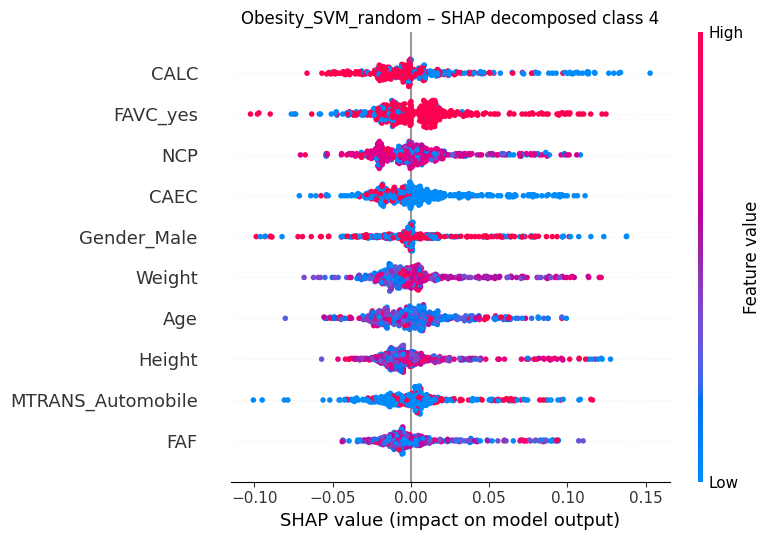 Obesity_SVM_random – SHAP decomposed class 4
High
CALC
FAVC_yes
NCP
CAEC
Gender_Male
Weight
Age
Height
MTRANS_Automobile
FAF
Feature value
Low
−0.10 −0.05 0.00 0.05 0.10 0.15
SHAP value (impact on model output)